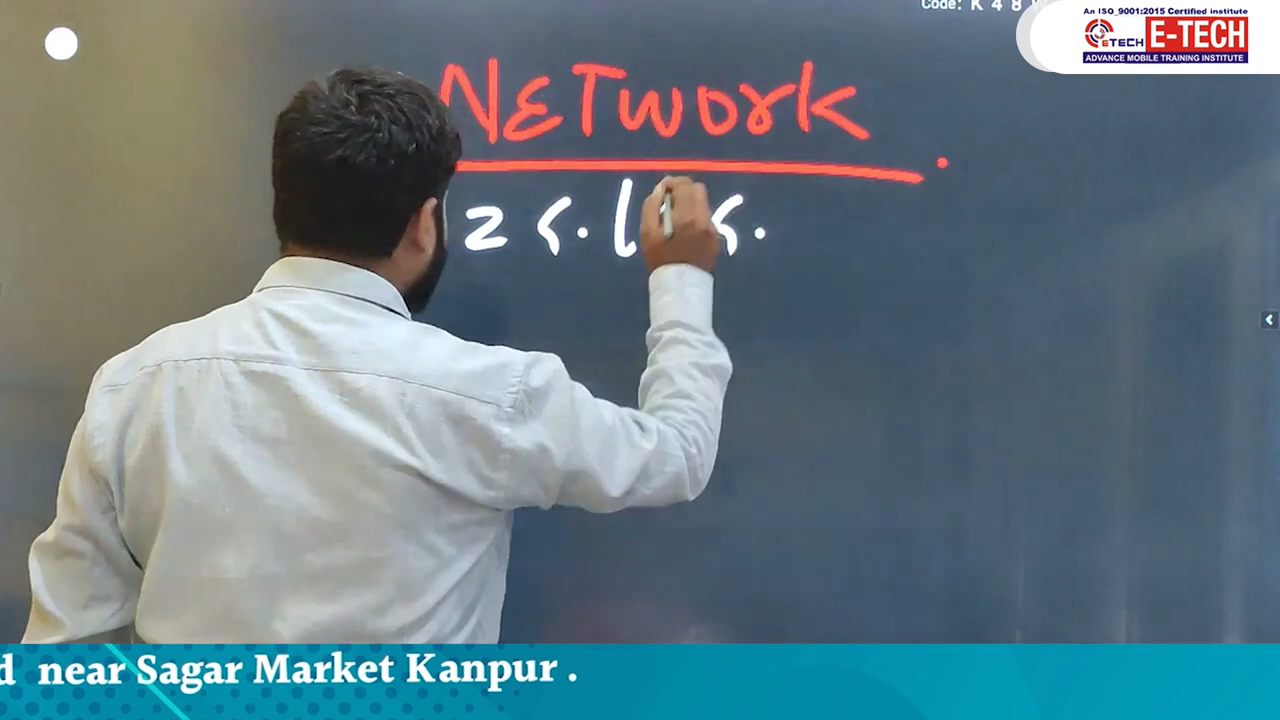 Code: K 4 8
An ISO 9001:2015 Certified Institute
ETECH E-TECH
ADVANCE MOBILE TRAINING INSTITUTE
NETWORK
near Sagar Market Kanpur .